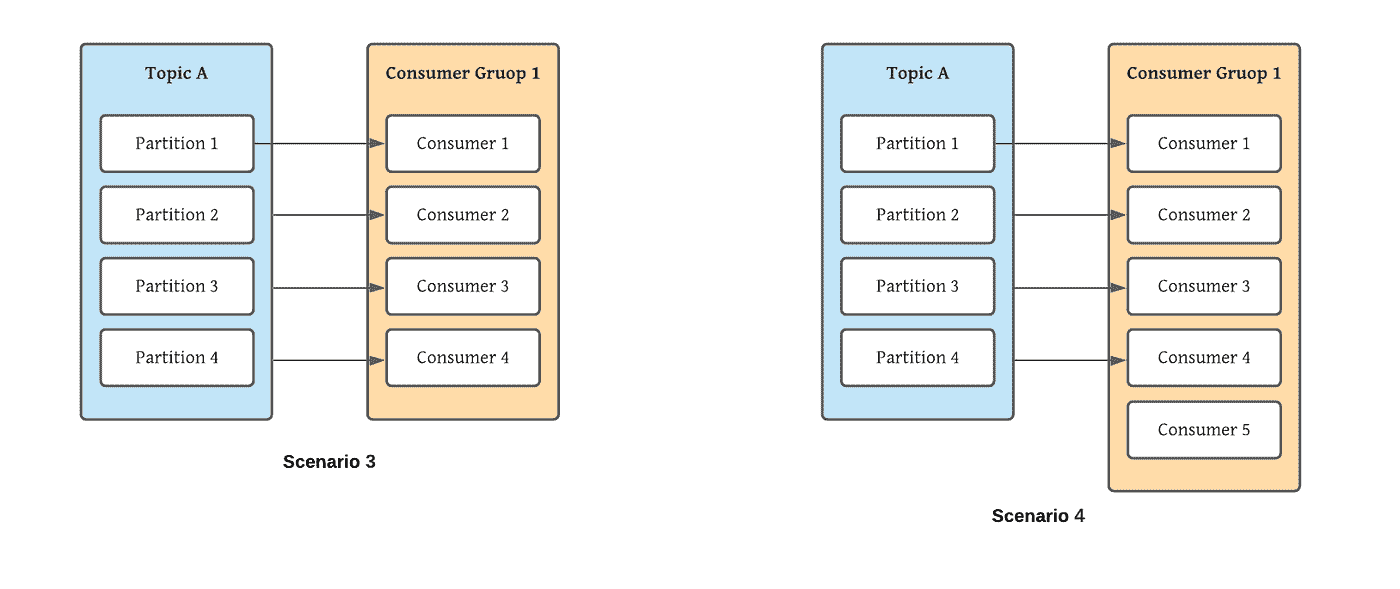 Topic A
Partition 1
Partition 2
Partition 3
Partition 4
Consumer Gruop 1
Consumer 1
Consumer 2
Consumer 3
Consumer 4
Scenario 3
Topic A
Partition 1
Partition 2
Partition 3
Partition 4
Consumer Gruop 1
Consumer 1
Consumer 2
Consumer 3
Consumer 4
Consumer 5
Scenario 4